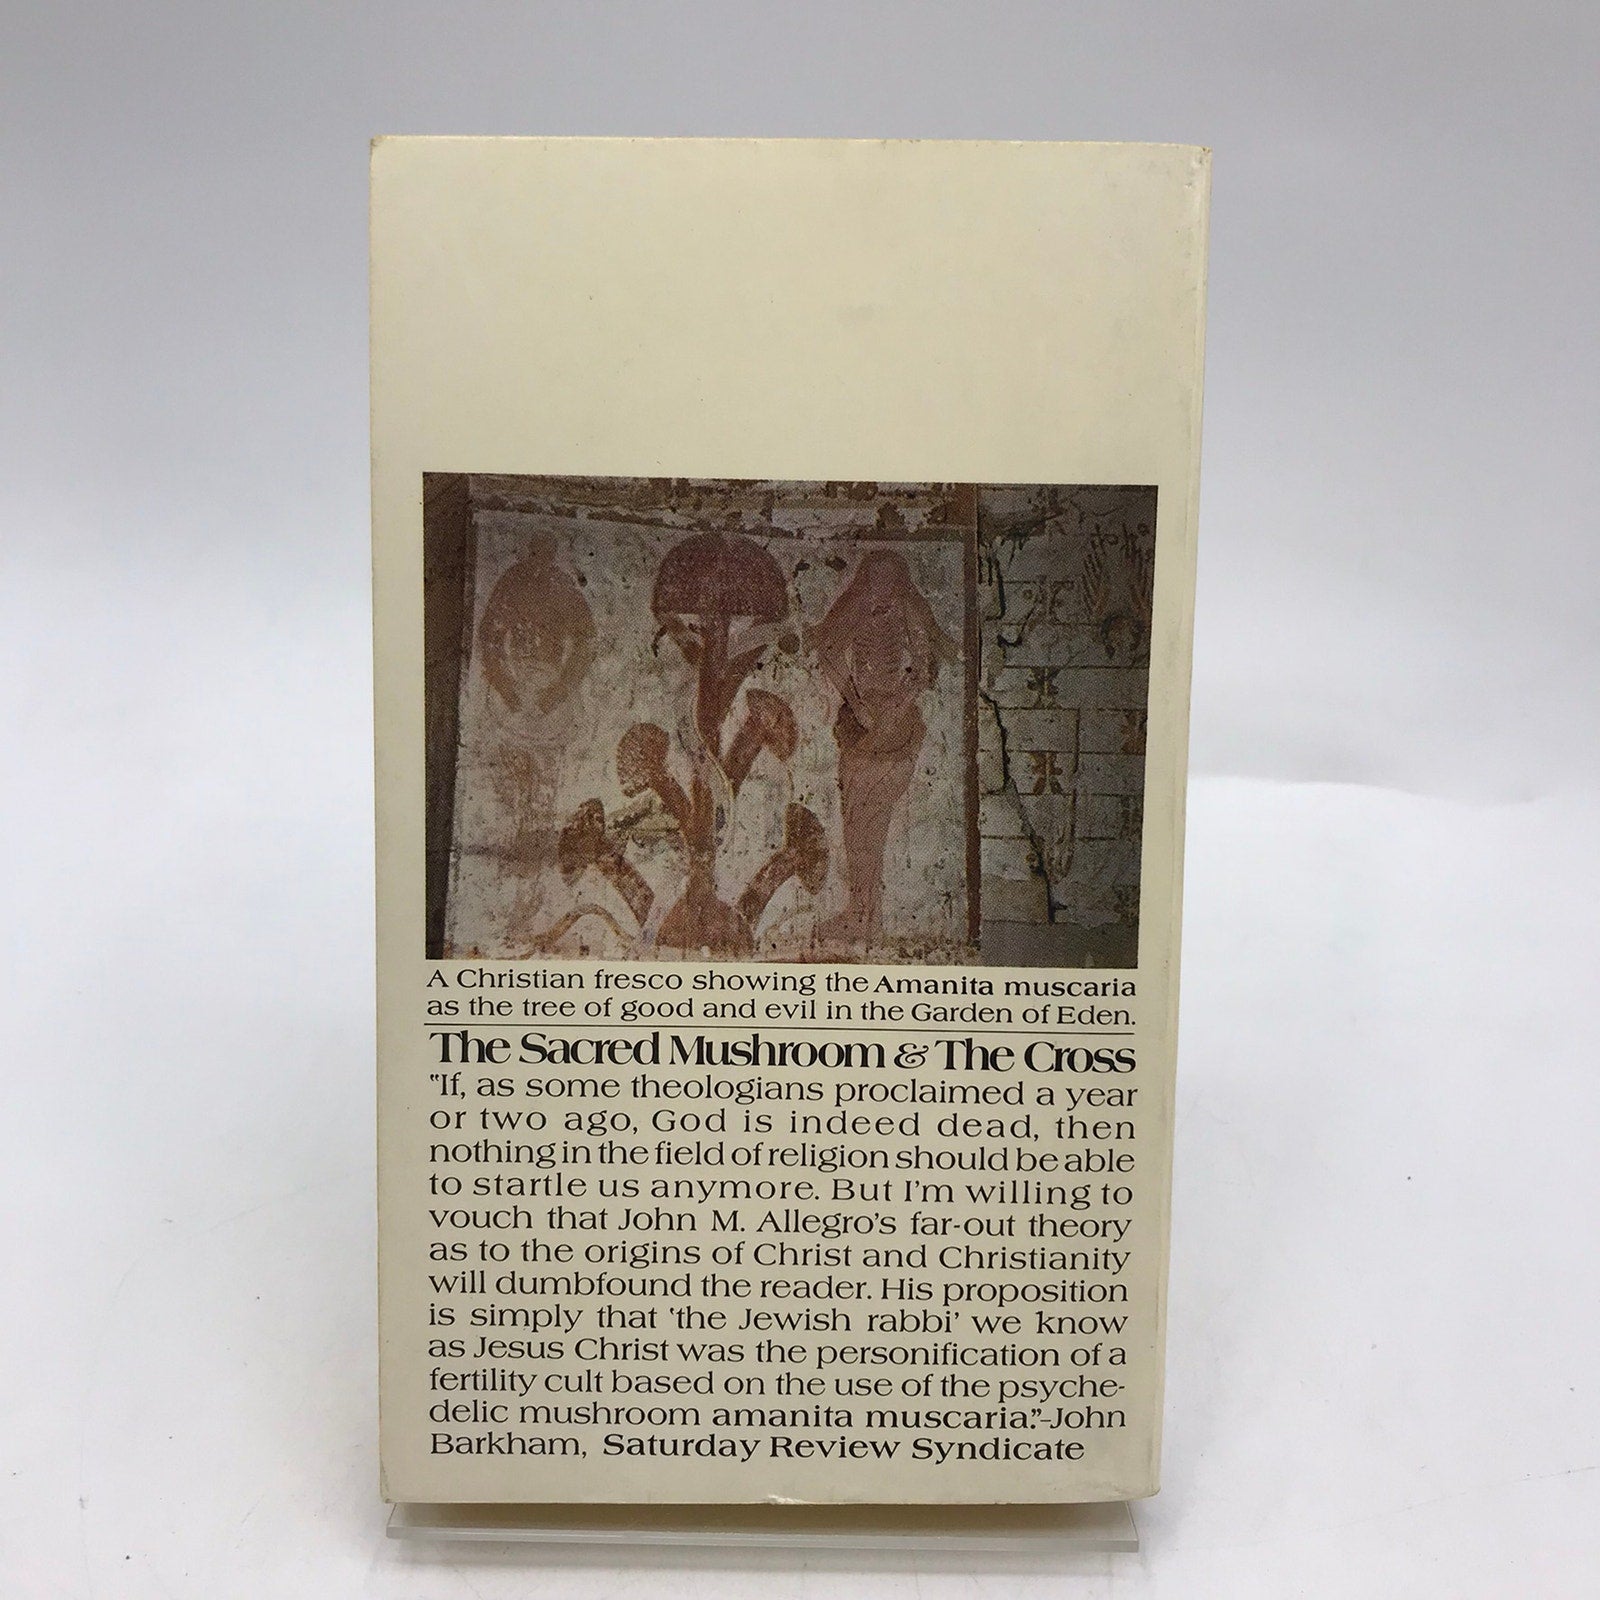 A Christian fresco showing the Amanita muscaria
as the tree of good and evil in the Garden of Eden.
The Sacred Mushroom & The Cross
"If, as some theologians proclaimed a year
or two ago, God is indeed dead, then
nothing in the field of religion should be able
to startle us anymore. But I'm willing to
vouch that John M. Allegro's far-out theory
as to the origins of Christ and Christianity
will dumbfound the reader. His proposition
is simply that 'the Jewish rabbi' we know
as Jesus Christ was the personification of a
fertility cult based on the use of the psyche-
delic mushroom amanita muscaria."–John
Barkham, Saturday Review Syndicate